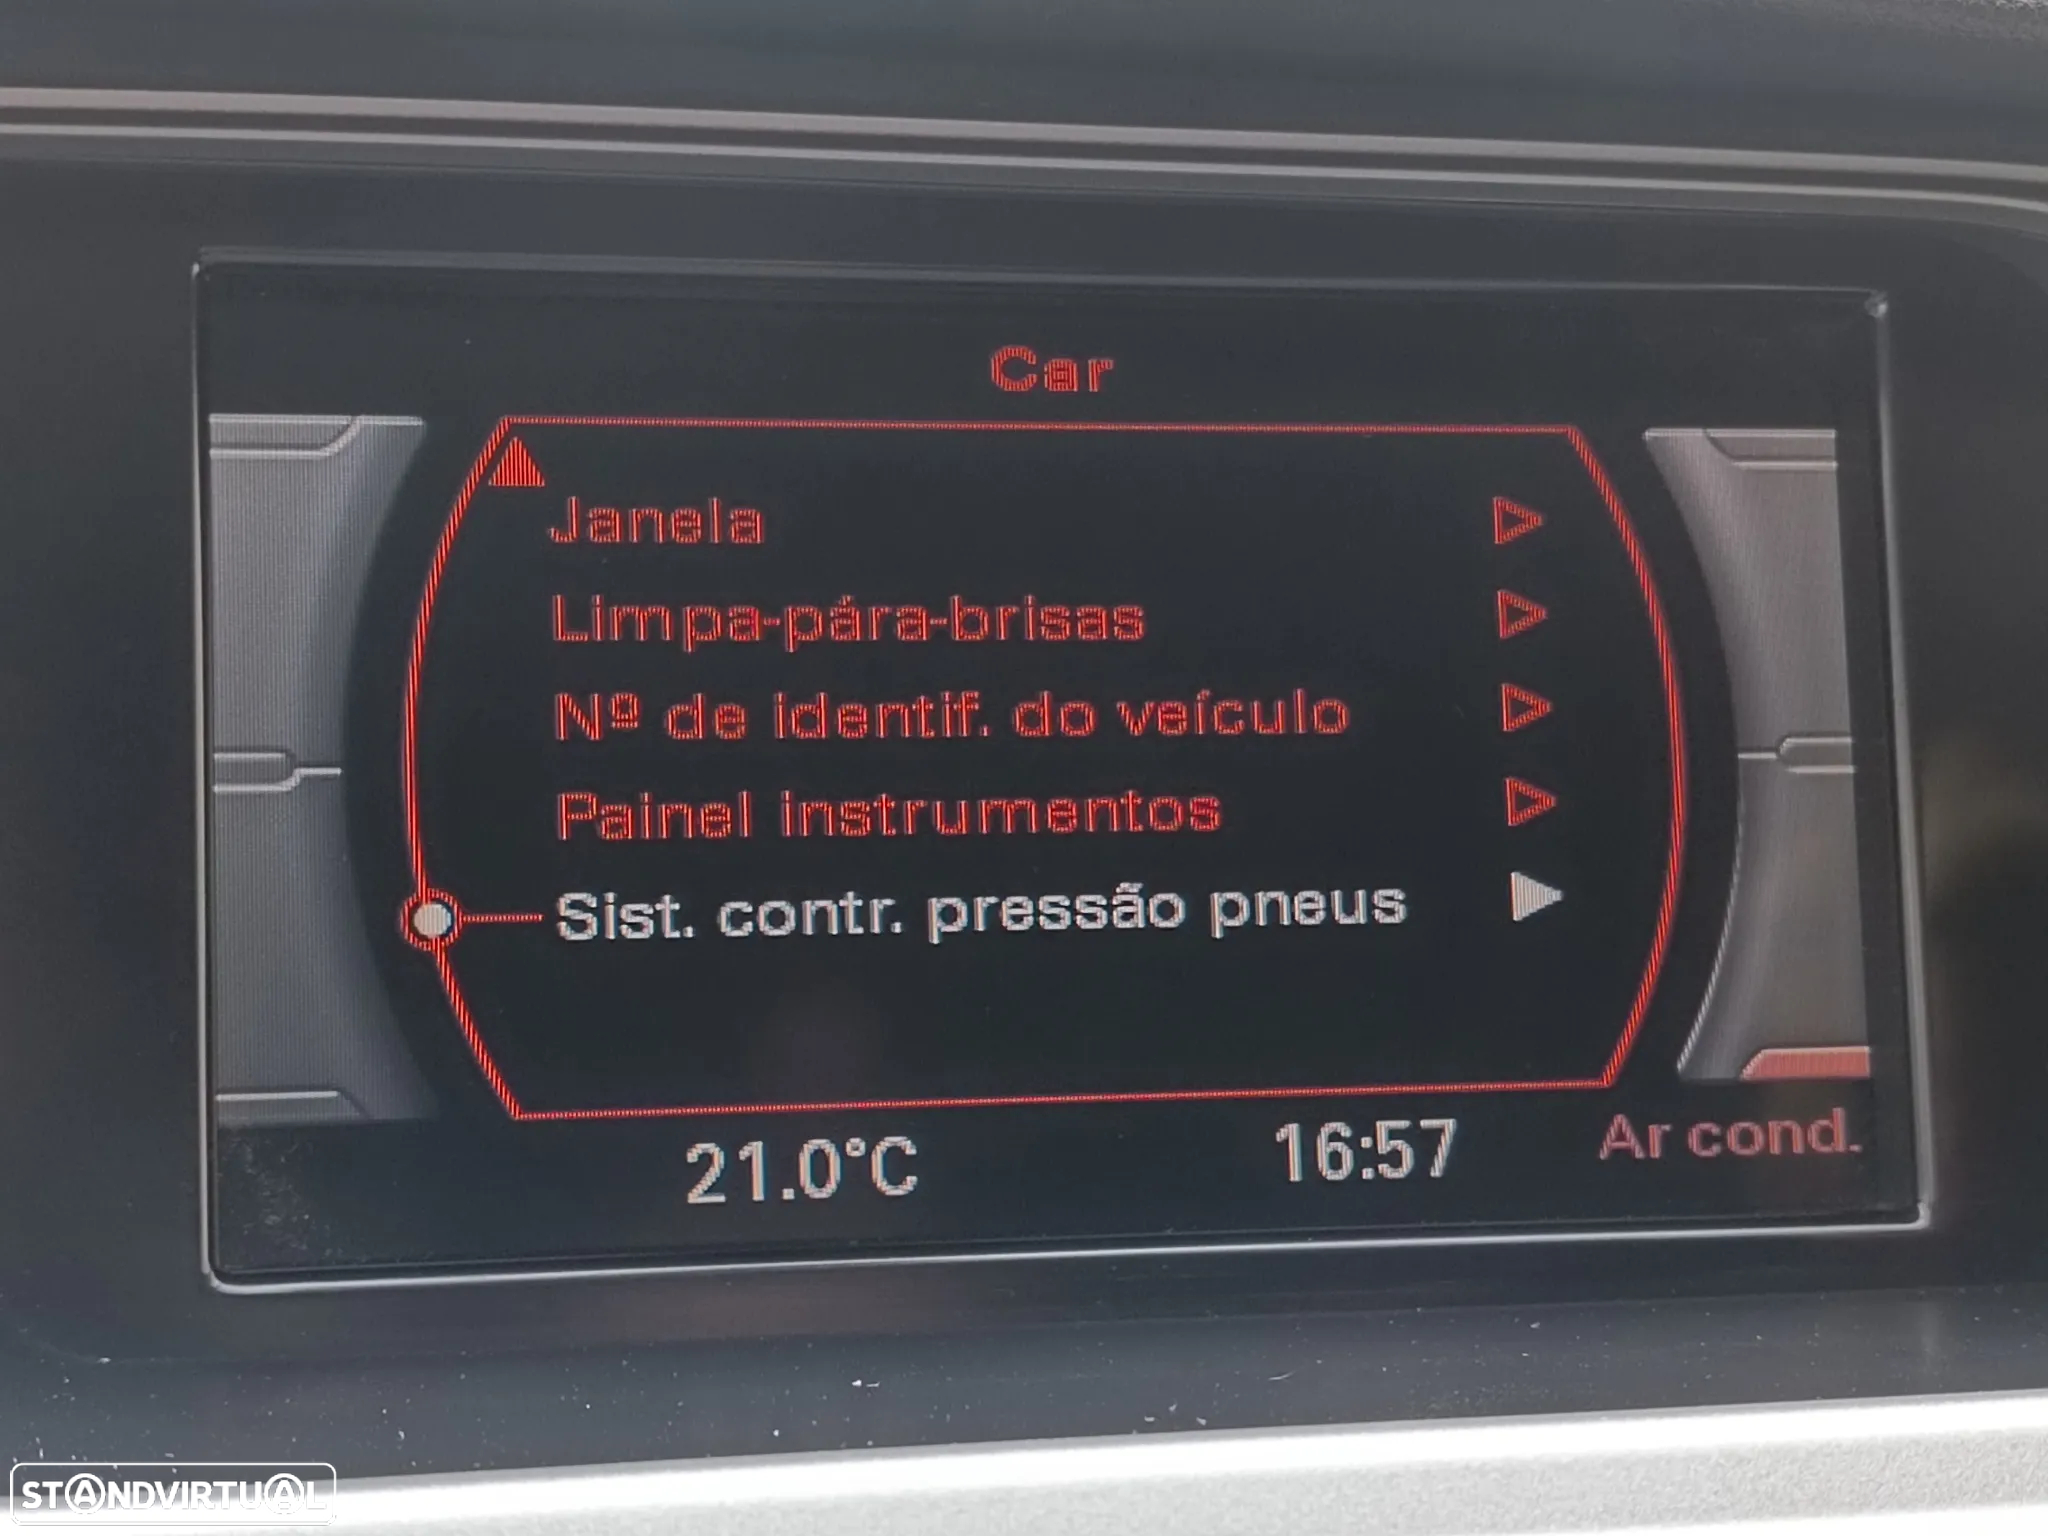 Car
Janela
Limpa-pára-brisas
Nº de identif. do veículo
Painel instrumentos
Sist. contr. pressão pneus
21.0°C
16:57
Ar cond.
STANDVIRTUAL